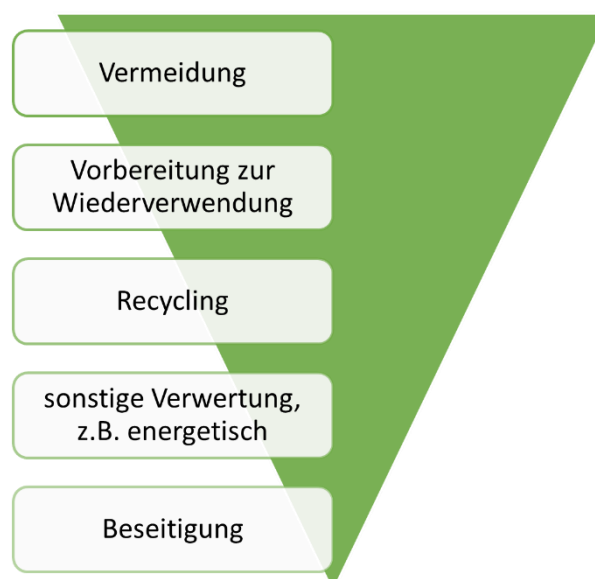 Vermeidung
Vorbereitung zur
Wiederverwendung
Recycling
sonstige Verwertung,
z.B. energetisch
Beseitigung